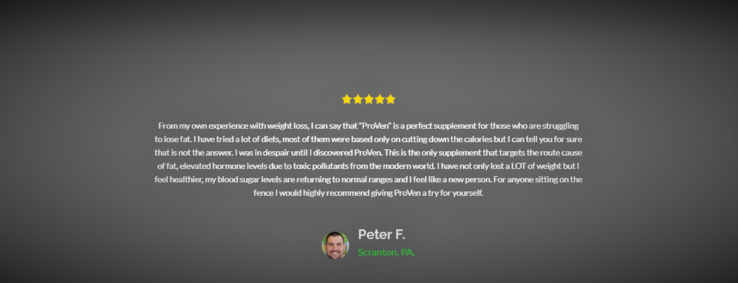 From my own experience with weight loss, I can say that "ProVen" is a perfect supplement for those who are struggling
to lose fat. I have tried a lot of diets, most of them were based only on cutting down the calories but I can tell you for sure
that is not the answer. I was in despair until I discovered ProVen. This is the only supplement that targets the route cause
of fat, elevated hormone levels due to toxic pollutants from the modern world. I have not only lost a LOT of weight but I
feel healthier, my blood sugar levels are returning to normal ranges and I feel like a new person. For anyone sitting on the
fence I would highly recommend giving ProVen a try for yourself.
Peter F.
Scranton, PA.